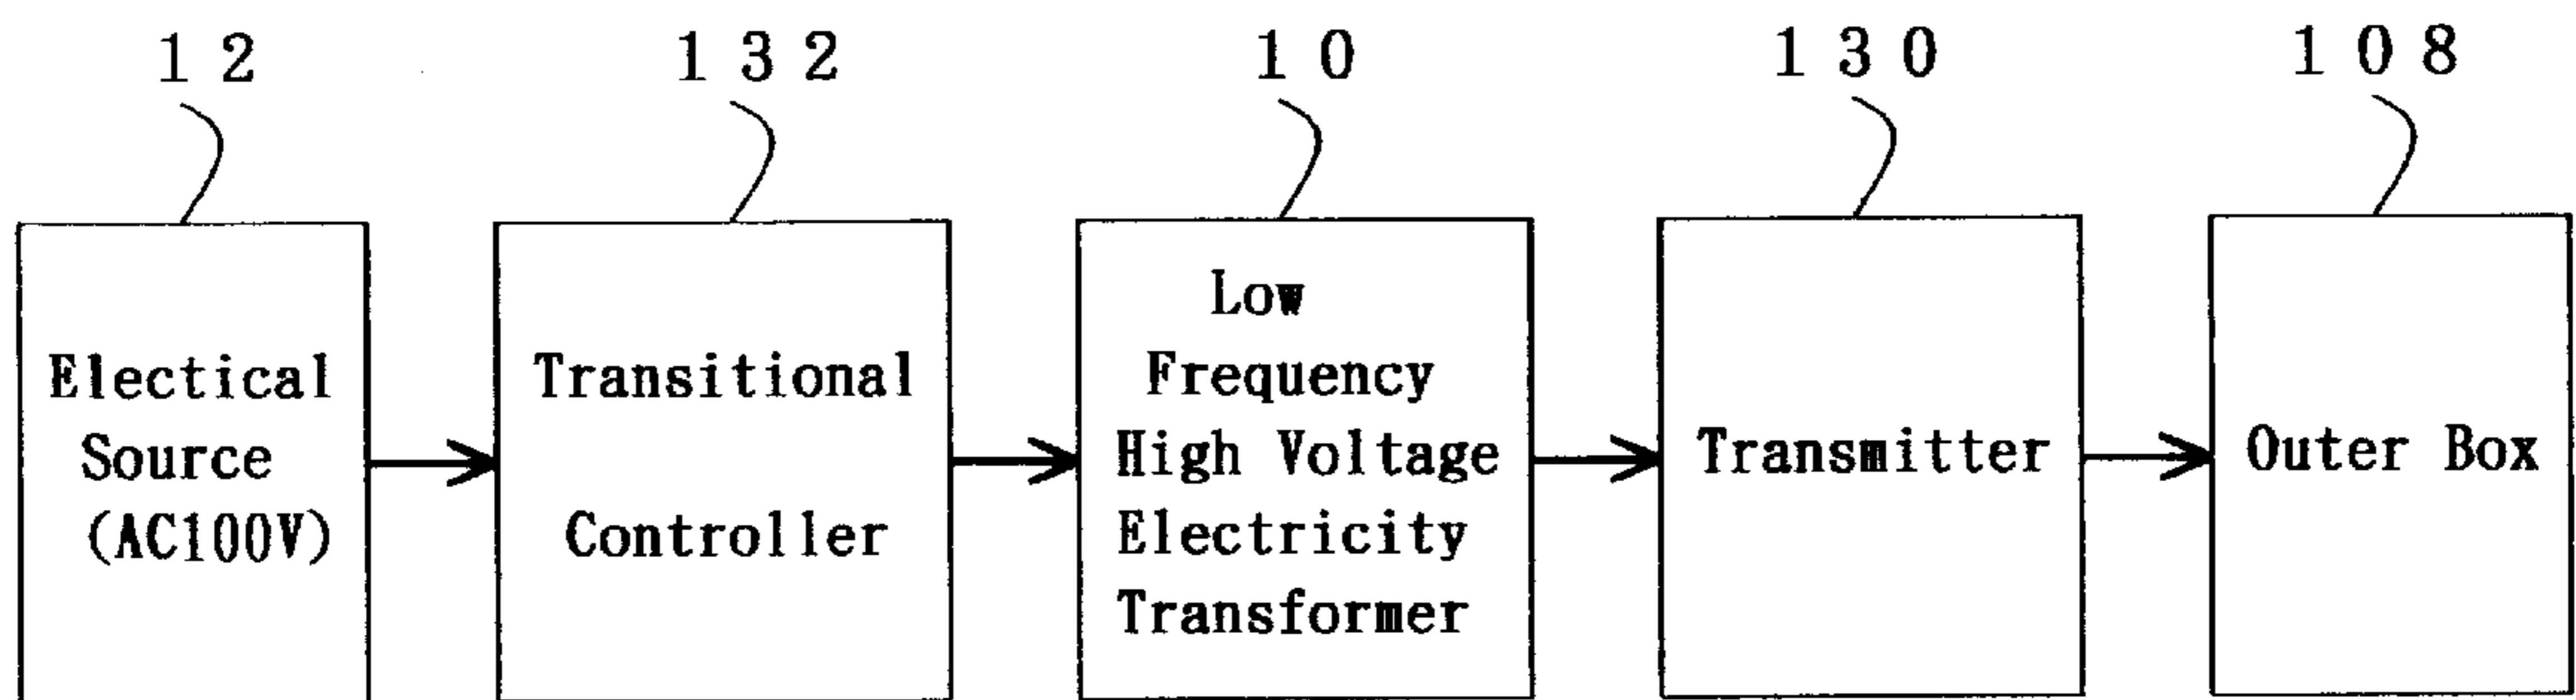 12
132
10
130
108
Electical
Source
(AC100V)
Transitional
Controller
Low
Frequency
High Voltage
Electricity
Transformer
Transmitter
Outer Box